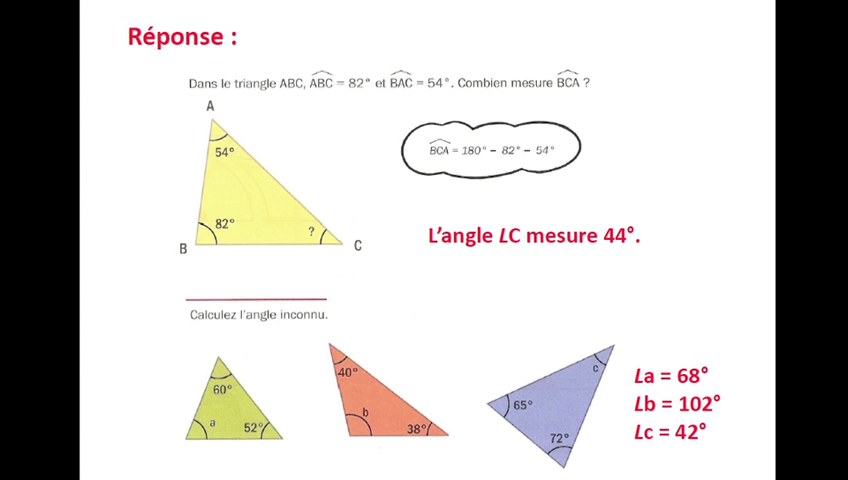 Réponse :
Dans le triangle ABC, ABC = 82° et BAC = 54°. Combien mesure BCA ?
A
54°
BCA = 180° - 82° - 54°
82°
?
B
C
L’angle LC mesure 44°.
Calculez l'angle inconnu.
60°
a
52°
40°
b
38°
65°
c
72°
La = 68°
Lb = 102°
Lc = 42°